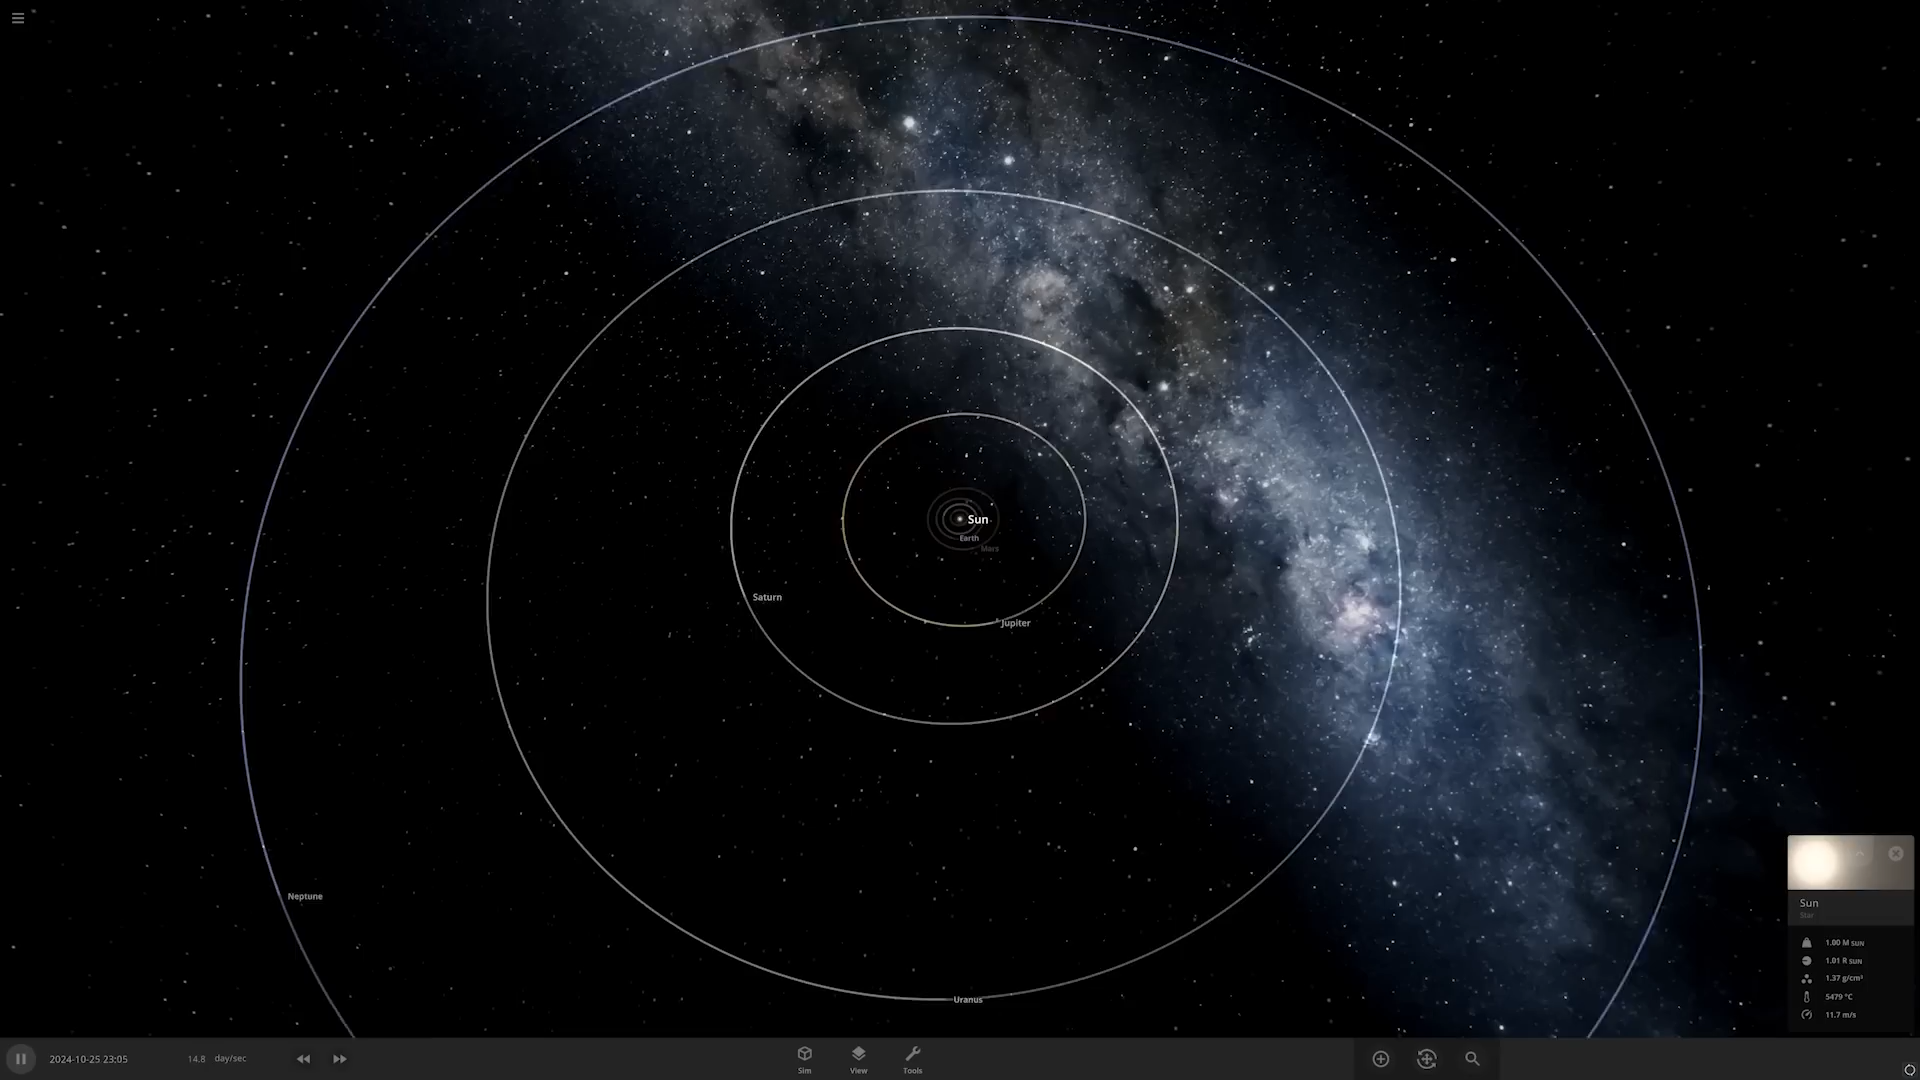 Sun
Earth
Mars
Saturn
Jupiter
Neptune
Uranus
Sun
Star
1.00 M SUN
1.01 R SUN
1.37 g/cm³
5479 °C
11.7 m/s
2024-10-25 23:05
14.8 day/sec
Sim
View
Tools